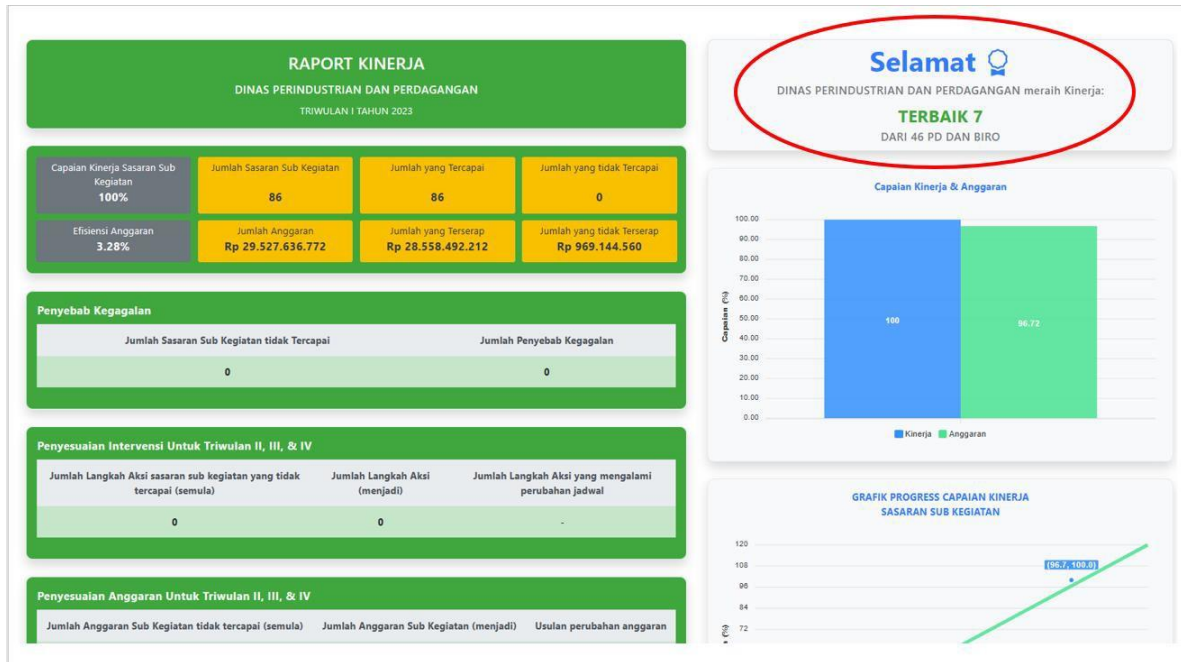 RAPORT KINERJA
DINAS PERINDUSTRIAN DAN PERDAGANGAN
TRIWULAN I TAHUN 2023
Capaian Kinerja Sasaran Sub
Kegiatan
100%
Jumlah Sasaran Sub Kegiatan
86
Jumlah yang Tercapai
86
Jumlah yang tidak Tercapai
0
Efisiensi Anggaran
3.28%
Jumlah Anggaran
Rp 29.527.636.772
Jumlah yang Terserap
Rp 28.558.492.212
Jumlah yang tidak Terserap
Rp 969.144.560
Penyebab Kegagalan
Jumlah Sasaran Sub Kegiatan tidak Tercapai
Jumlah Penyebab Kegagalan
0
0
Penyesuaian Intervensi Untuk Triwulan II, III, & IV
Jumlah Langkah Aksi sasaran sub kegiatan yang tidak
tercapai (semula)
Jumlah Langkah Aksi
(menjadi)
Jumlah Langkah Aksi yang mengalami
perubahan jadwal
0
0
-
Penyesuaian Anggaran Untuk Triwulan II, III, & IV
Jumlah Anggaran Sub Kegiatan tidak tercapai (semula)
Jumlah Anggaran Sub Kegiatan (menjadi)
Usulan perubahan anggaran
Selamat
DINAS PERINDUSTRIAN DAN PERDAGANGAN meraih Kinerja:
TERBAIK 7
DARI 46 PD DAN BIRO
Capaian Kinerja & Anggaran
100.00
90.00
80.00
70.00
60.00
50.00
40.00
30.00
20.00
10.00
0.00
Capaian (%)
100
96.72
Kinerja
Anggaran
GRAFIK PROGRESS CAPAIAN KINERJA
SASARAN SUB KEGIATAN
120
108
96
84
72
(96.7, 100.0)
(%)